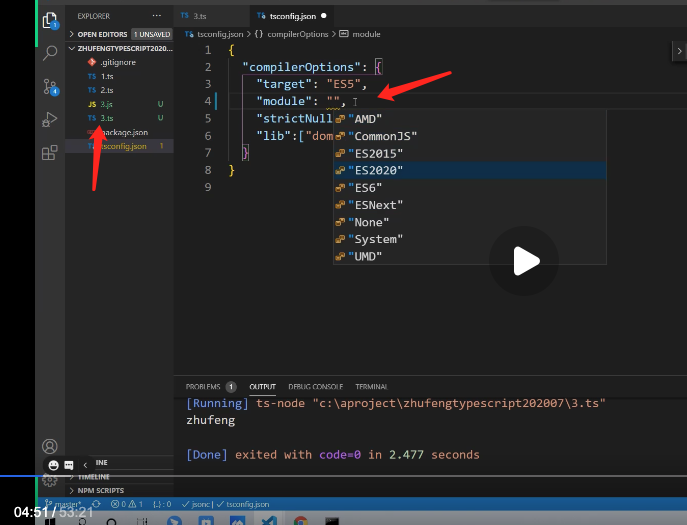 EXPLORER
OPEN EDITORS 1 UNSAVED
ZHUFENGTYPESCRIPT2020...
.gitignore
TS 1.ts
TS 2.ts
JS 3.js U
TS 3.ts U
package.json
tsconfig.json 1
INE
TIMELINE
NPM SCRIPTS
TS 3.ts
tsconfig.json
tsconfig.json > {} compilerOptions > module
1 {
2 "compilerOptions": {
3 "target": "ES5",
4 "module": "",
5 "strictNull
6 "lib":["dom
7 }
8 }
9
"AMD"
"CommonJS"
"ES2015"
"ES2020"
"ES6"
"ESNext"
"None"
"System"
"UMD"
PROBLEMS 1 OUTPUT DEBUG CONSOLE TERMINAL
[Running] ts-node "c:\aproject\zhufengtypescript202007\3.ts"
zhufeng
[Done] exited with code=0 in 2.477 seconds
master* 0 1 {..} : 0 jsonc | tsconfig.json
04:51 / 53:21